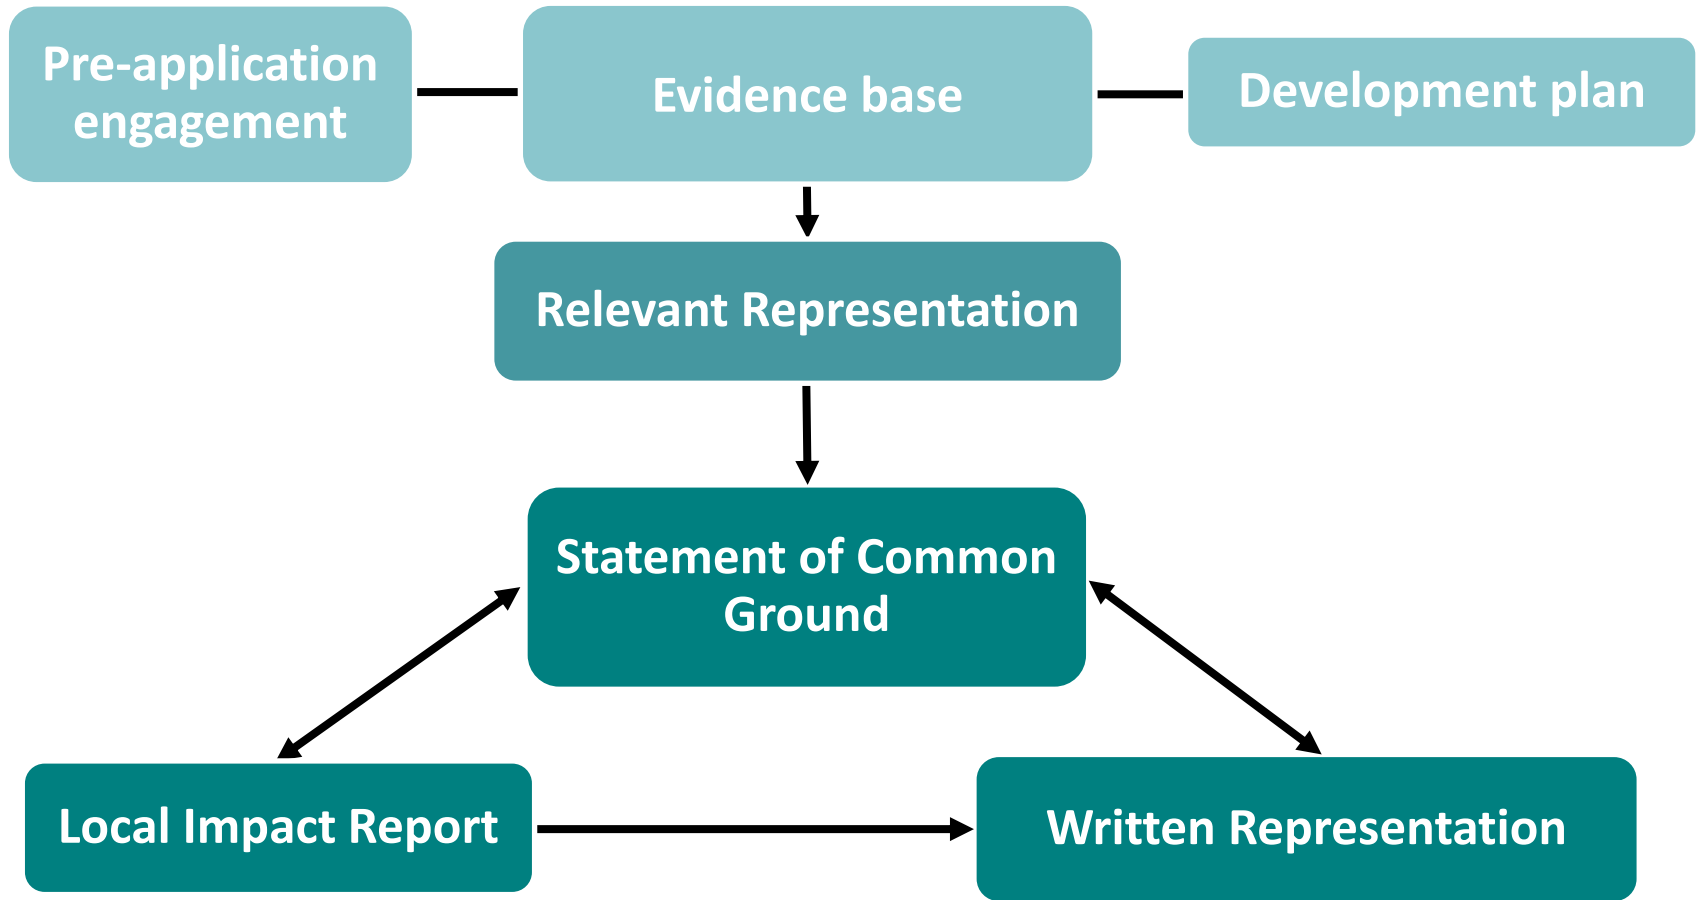 Pre-application
engagement
Evidence base
Development plan
Relevant Representation
Statement of Common
Ground
Local Impact Report
Written Representation